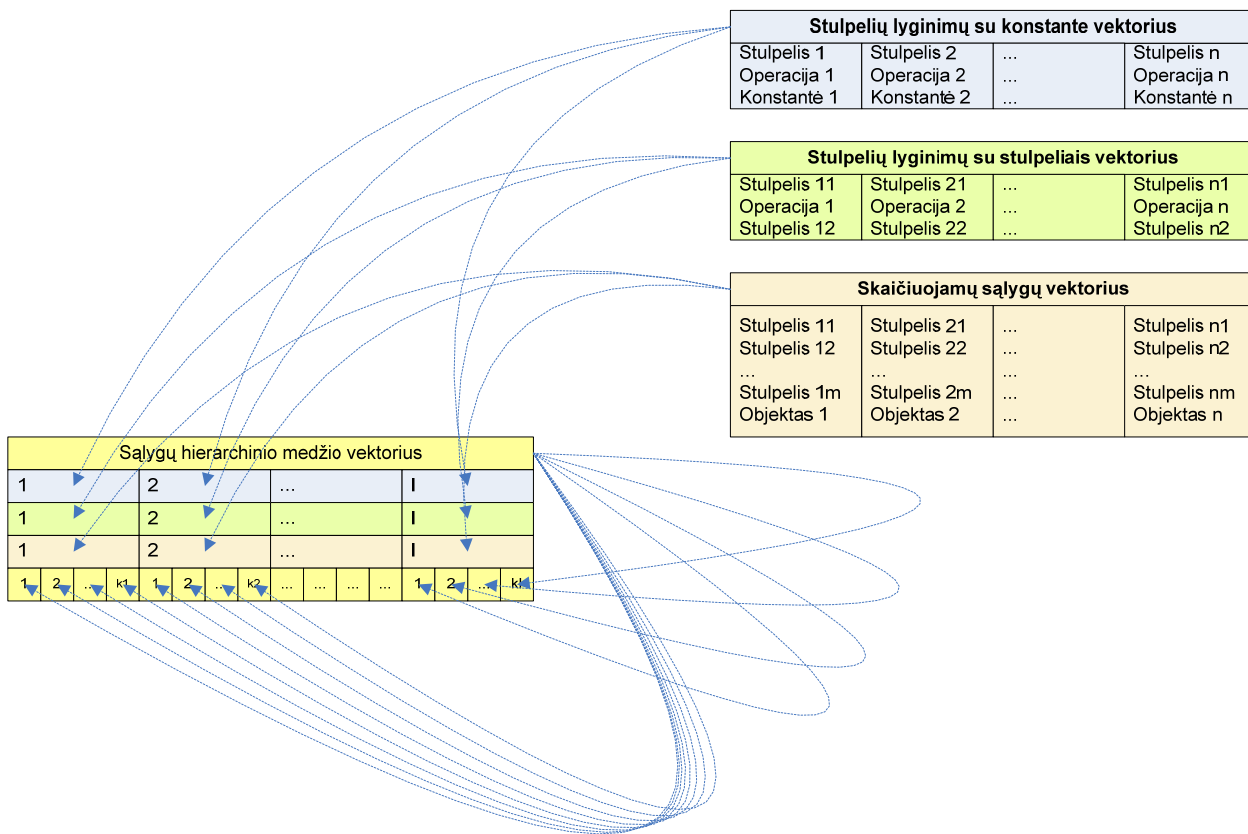 Stulpelių lyginimų su konstante vektorius
Stulpelis 1 Stulpelis 2 ... Stulpelis n
Operacija 1 Operacija 2 ... Operacija n
Konstantė 1 Konstantė 2 ... Konstantė n
Stulpelių lyginimų su stulpeliais vektorius
Stulpelis 11 Stulpelis 21 ... Stulpelis n1
Operacija 1 Operacija 2 ... Operacija n
Stulpelis 12 Stulpelis 22 ... Stulpelis n2
Skaičiuojamų sąlygų vektorius
Stulpelis 11 Stulpelis 21 ... Stulpelis n1
Stulpelis 12 Stulpelis 22 ... Stulpelis n2
... ... ... ...
Stulpelis 1m Stulpelis 2m ... Stulpelis nm
Objektas 1 Objektas 2 ... Objektas n
Sąlygų hierarchinio medžio vektorius
1 2 ... l
1 2 ... l
1 2 ... l
1 2 ... k1 1 2 ... k2 ... ... ... ... 1 2 ... kl